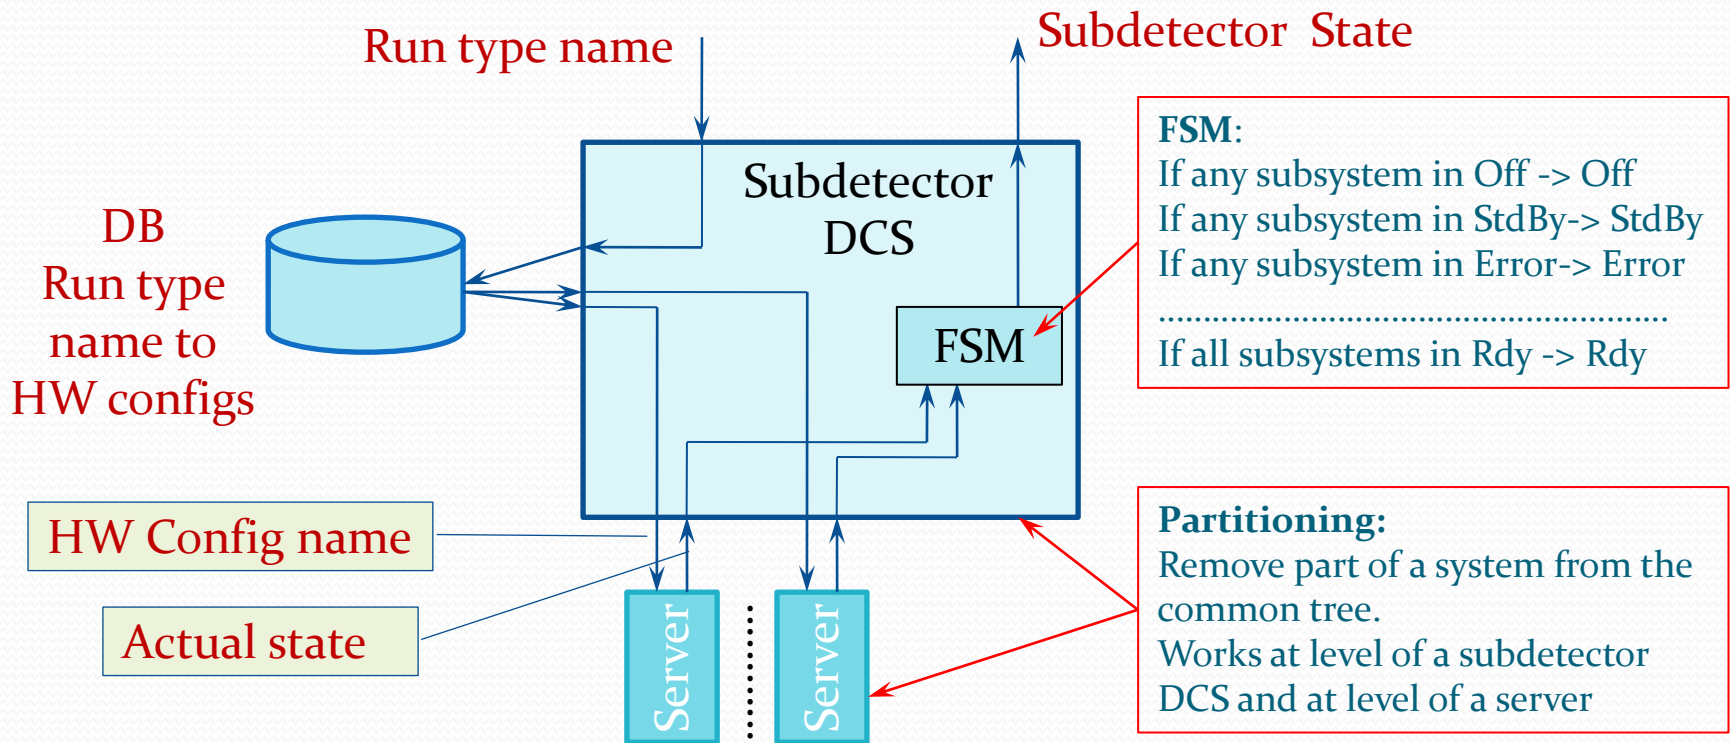 Run type name
Subdetector State
Subdetector
DCS
DB
Run type
name to
HW configs
FSM
FSM:
If any subsystem in Off -> Off
If any subsystem in StdBy-> StdBy
If any subsystem in Error-> Error
........................................................
If all subsystems in Rdy -> Rdy
HW Config name
Actual state
Server
Server
Partitioning:
Remove part of a system from the
common tree.
Works at level of a subdetector
DCS and at level of a server